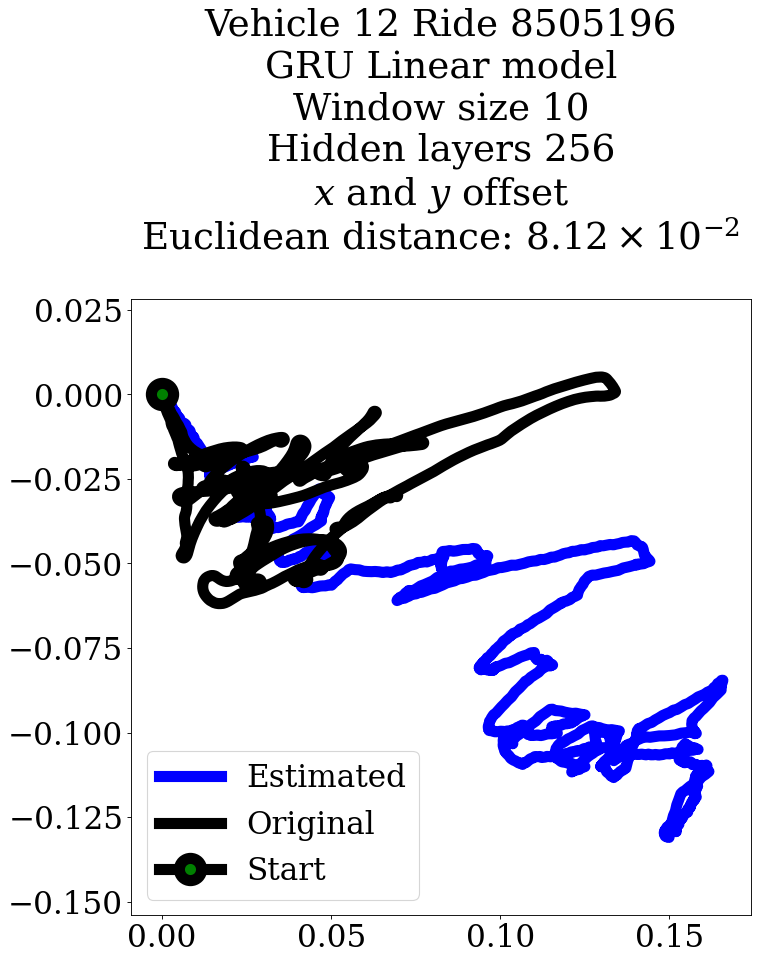 Vehicle 12 Ride 8505196
GRU Linear model
Window size 10
Hidden layers 256
x and y offset
Euclidean distance: 8.12 × 10⁻²
0.025
0.000
−0.025
−0.050
−0.075
−0.100
−0.125
−0.150
Estimated
Original
Start
0.00 0.05 0.10 0.15